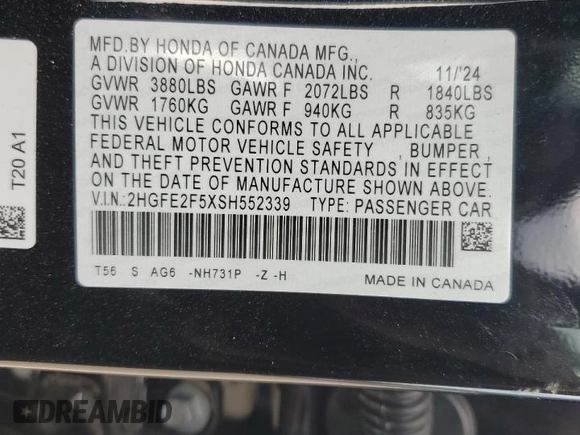 MFD.BY HONDA OF CANADA MFG.,
A DIVISION OF HONDA CANADA INC. 11/'24
GVWR 3880LBS GAWR F 2072LBS R 1840LBS
GVWR 1760KG GAWR F 940KG R 835KG
THIS VEHICLE CONFORMS TO ALL APPLICABLE
FEDERAL MOTOR VEHICLE SAFETY , BUMPER ,
AND THEFT PREVENTION STANDARDS IN EFFECT
ON THE DATE OF MANUFACTURE SHOWN ABOVE.
V.I.N.:2HGFE2F5XSH552339 TYPE: PASSENGER CAR
T56 S AG6 -NH731P -Z -H
MADE IN CANADA
T20 A1
DREAMBID